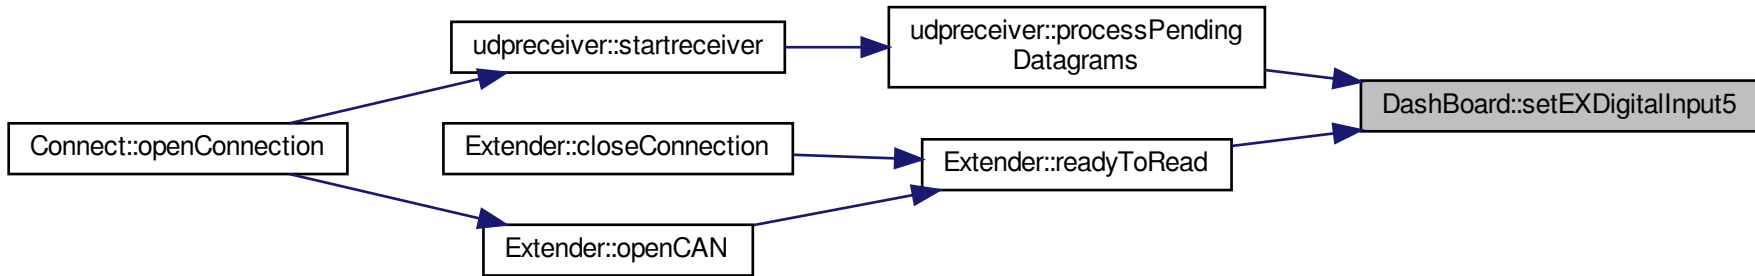 udpreceiver::processPending
Datagrams
udpreceiver::startreceiver
DashBoard::setEXDigitalInput5
Connect::openConnection
Extender::closeConnection
Extender::readyToRead
Extender::openCAN